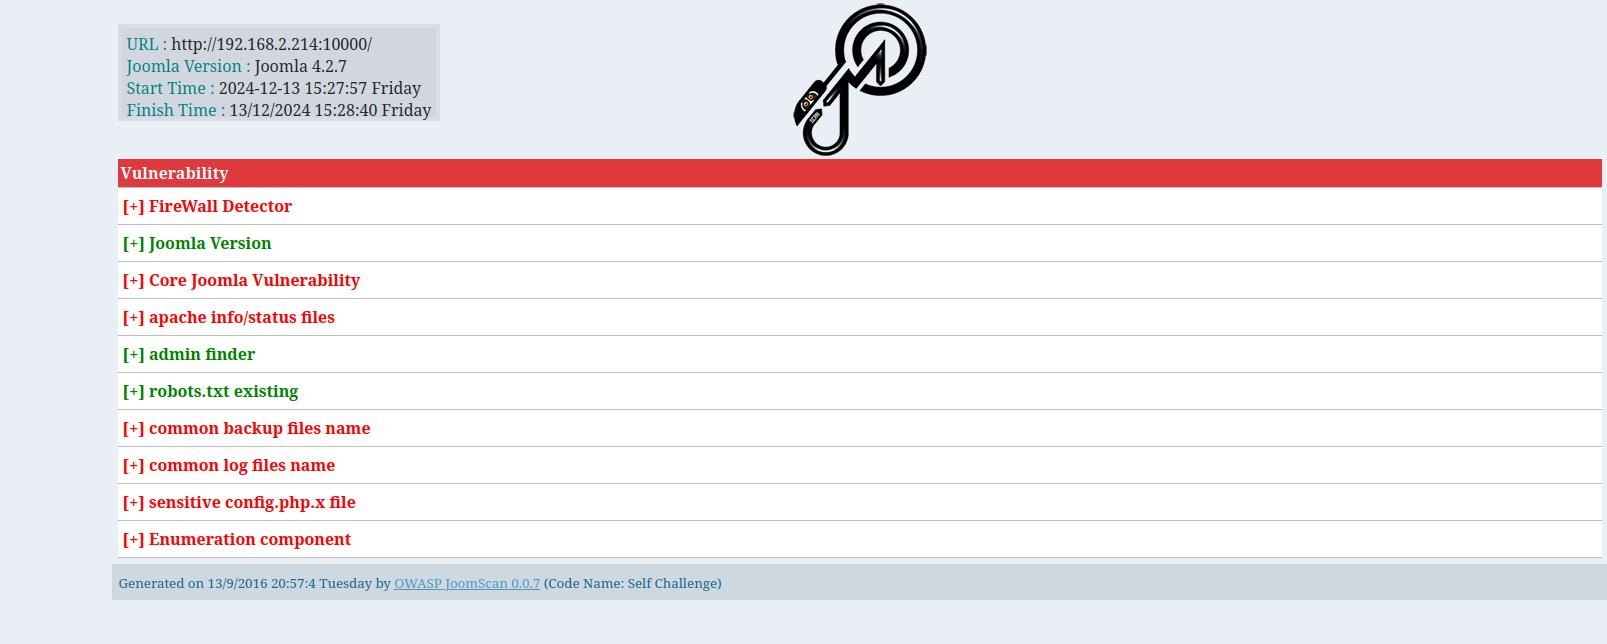 URL : http://192.168.2.214:10000/
Joomla Version : Joomla 4.2.7
Start Time : 2024-12-13 15:27:57 Friday
Finish Time : 13/12/2024 15:28:40 Friday
Vulnerability
[+] FireWall Detector
[+] Joomla Version
[+] Core Joomla Vulnerability
[+] apache info/status files
[+] admin finder
[+] robots.txt existing
[+] common backup files name
[+] common log files name
[+] sensitive config.php.x file
[+] Enumeration component
Generated on 13/9/2016 20:57:4 Tuesday by OWASP JoomScan 0.0.7 (Code Name: Self Challenge)